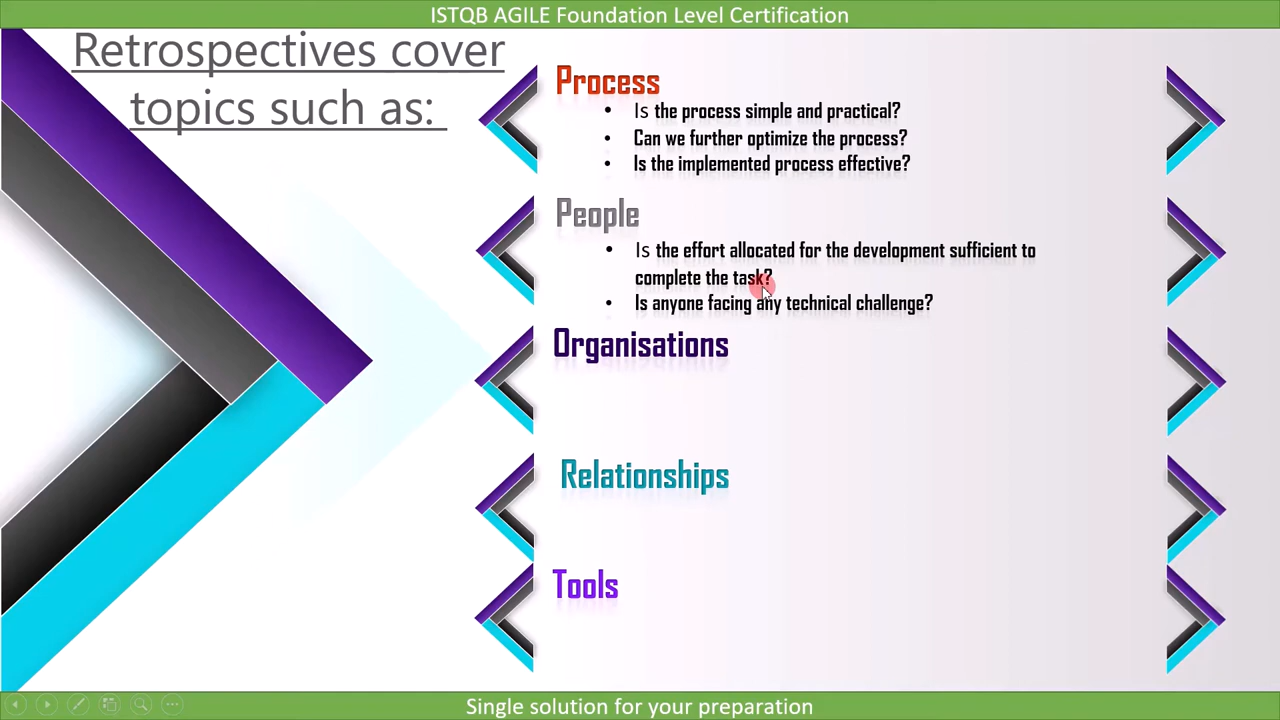 ISTQB AGILE Foundation Level Certification
Retrospectives cover
topics such as:
Process
• Is the process simple and practical?
• Can we further optimize the process?
• Is the implemented process effective?
People
• Is the effort allocated for the development sufficient to
complete the task?
• Is anyone facing any technical challenge?
Organisations
Relationships
Tools
Single solution for your preparation